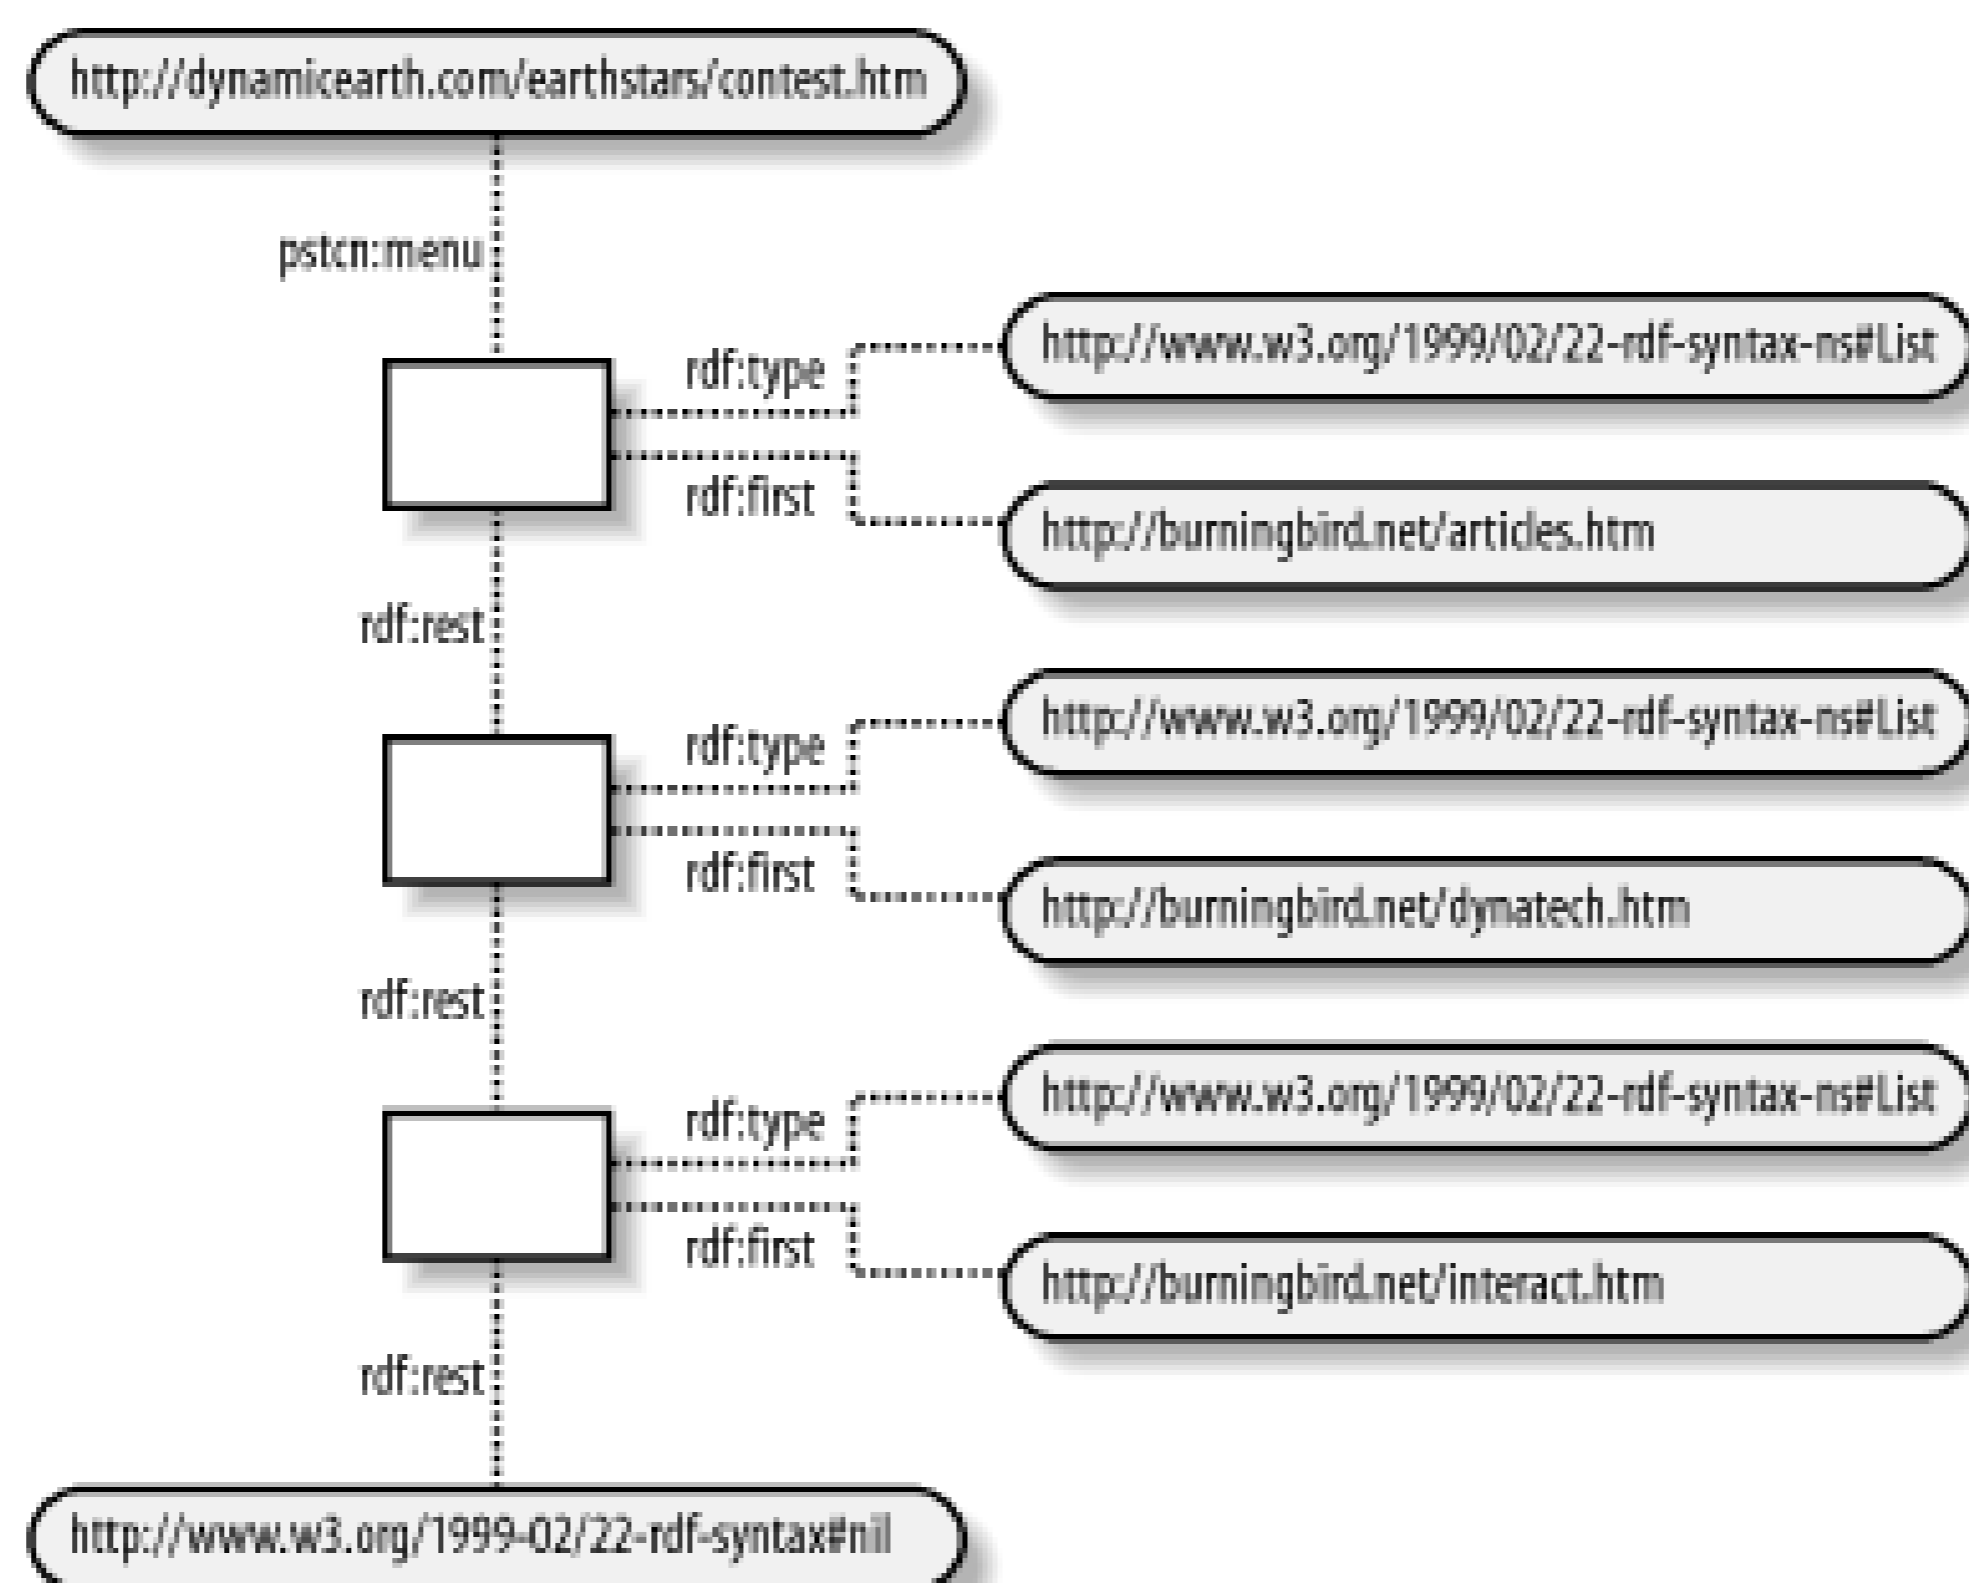 http://dynamicearth.com/earthstars/contest.htm
pstcn:menu
rdf:type
http://www.w3.org/1999/02/22-rdf-syntax-ns#List
rdf:first
http://burningbird.net/articles.htm
rdf:rest
rdf:type
http://www.w3.org/1999/02/22-rdf-syntax-ns#List
rdf:first
http://burningbird.net/dynatech.htm
rdf:rest
rdf:type
http://www.w3.org/1999/02/22-rdf-syntax-ns#List
rdf:first
http://burningbird.net/interact.htm
rdf:rest
http://www.w3.org/1999-02/22-rdf-syntax#nil